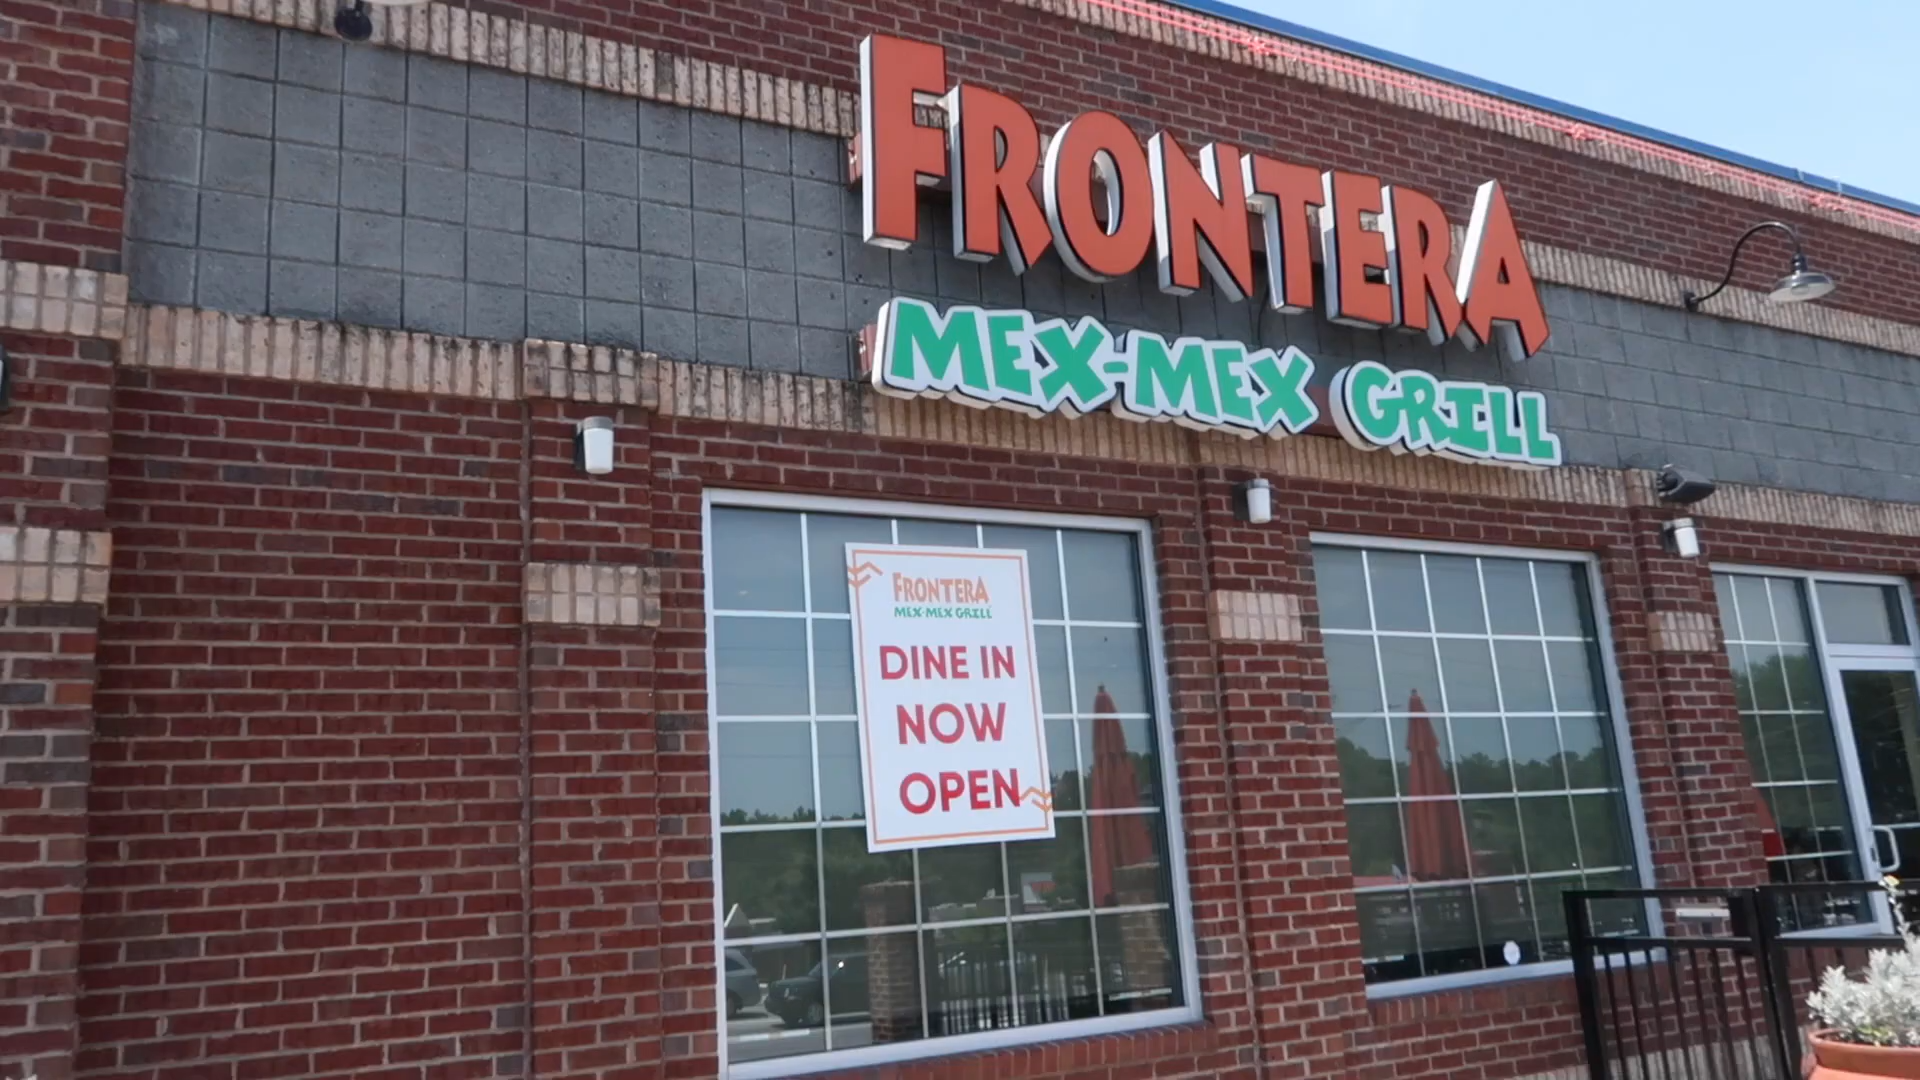 FRONTERA
MEX-MEX GRILL
FRONTERA
MEX-MEX GRILL
DINE IN
NOW
OPEN